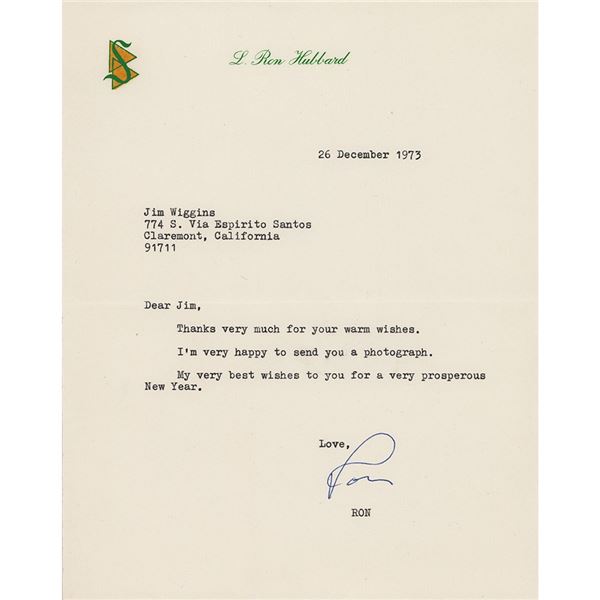 L. Ron Hubbard
26 December 1973
Jim Wiggins
774 S. Via Espirito Santos
Claremont, California
91711
Dear Jim,
Thanks very much for your warm wishes.
I'm very happy to send you a photograph.
My very best wishes to you for a very prosperous
New Year.
Love,
Ron
RON